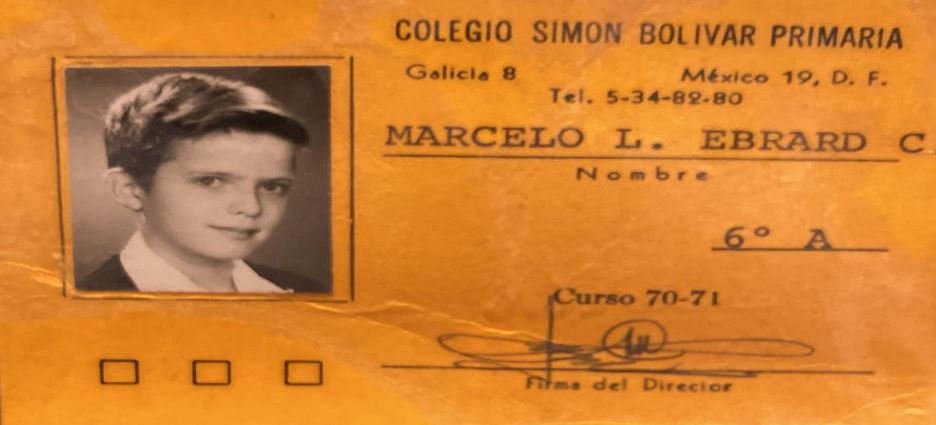 COLEGIO SIMON BOLIVAR PRIMARIA
Galicia 8 México 19, D. F.
Tel. 5-34-82-80
MARCELO L. EBRARD C
Nombre
6º A
Curso 70-71
Firma del Director